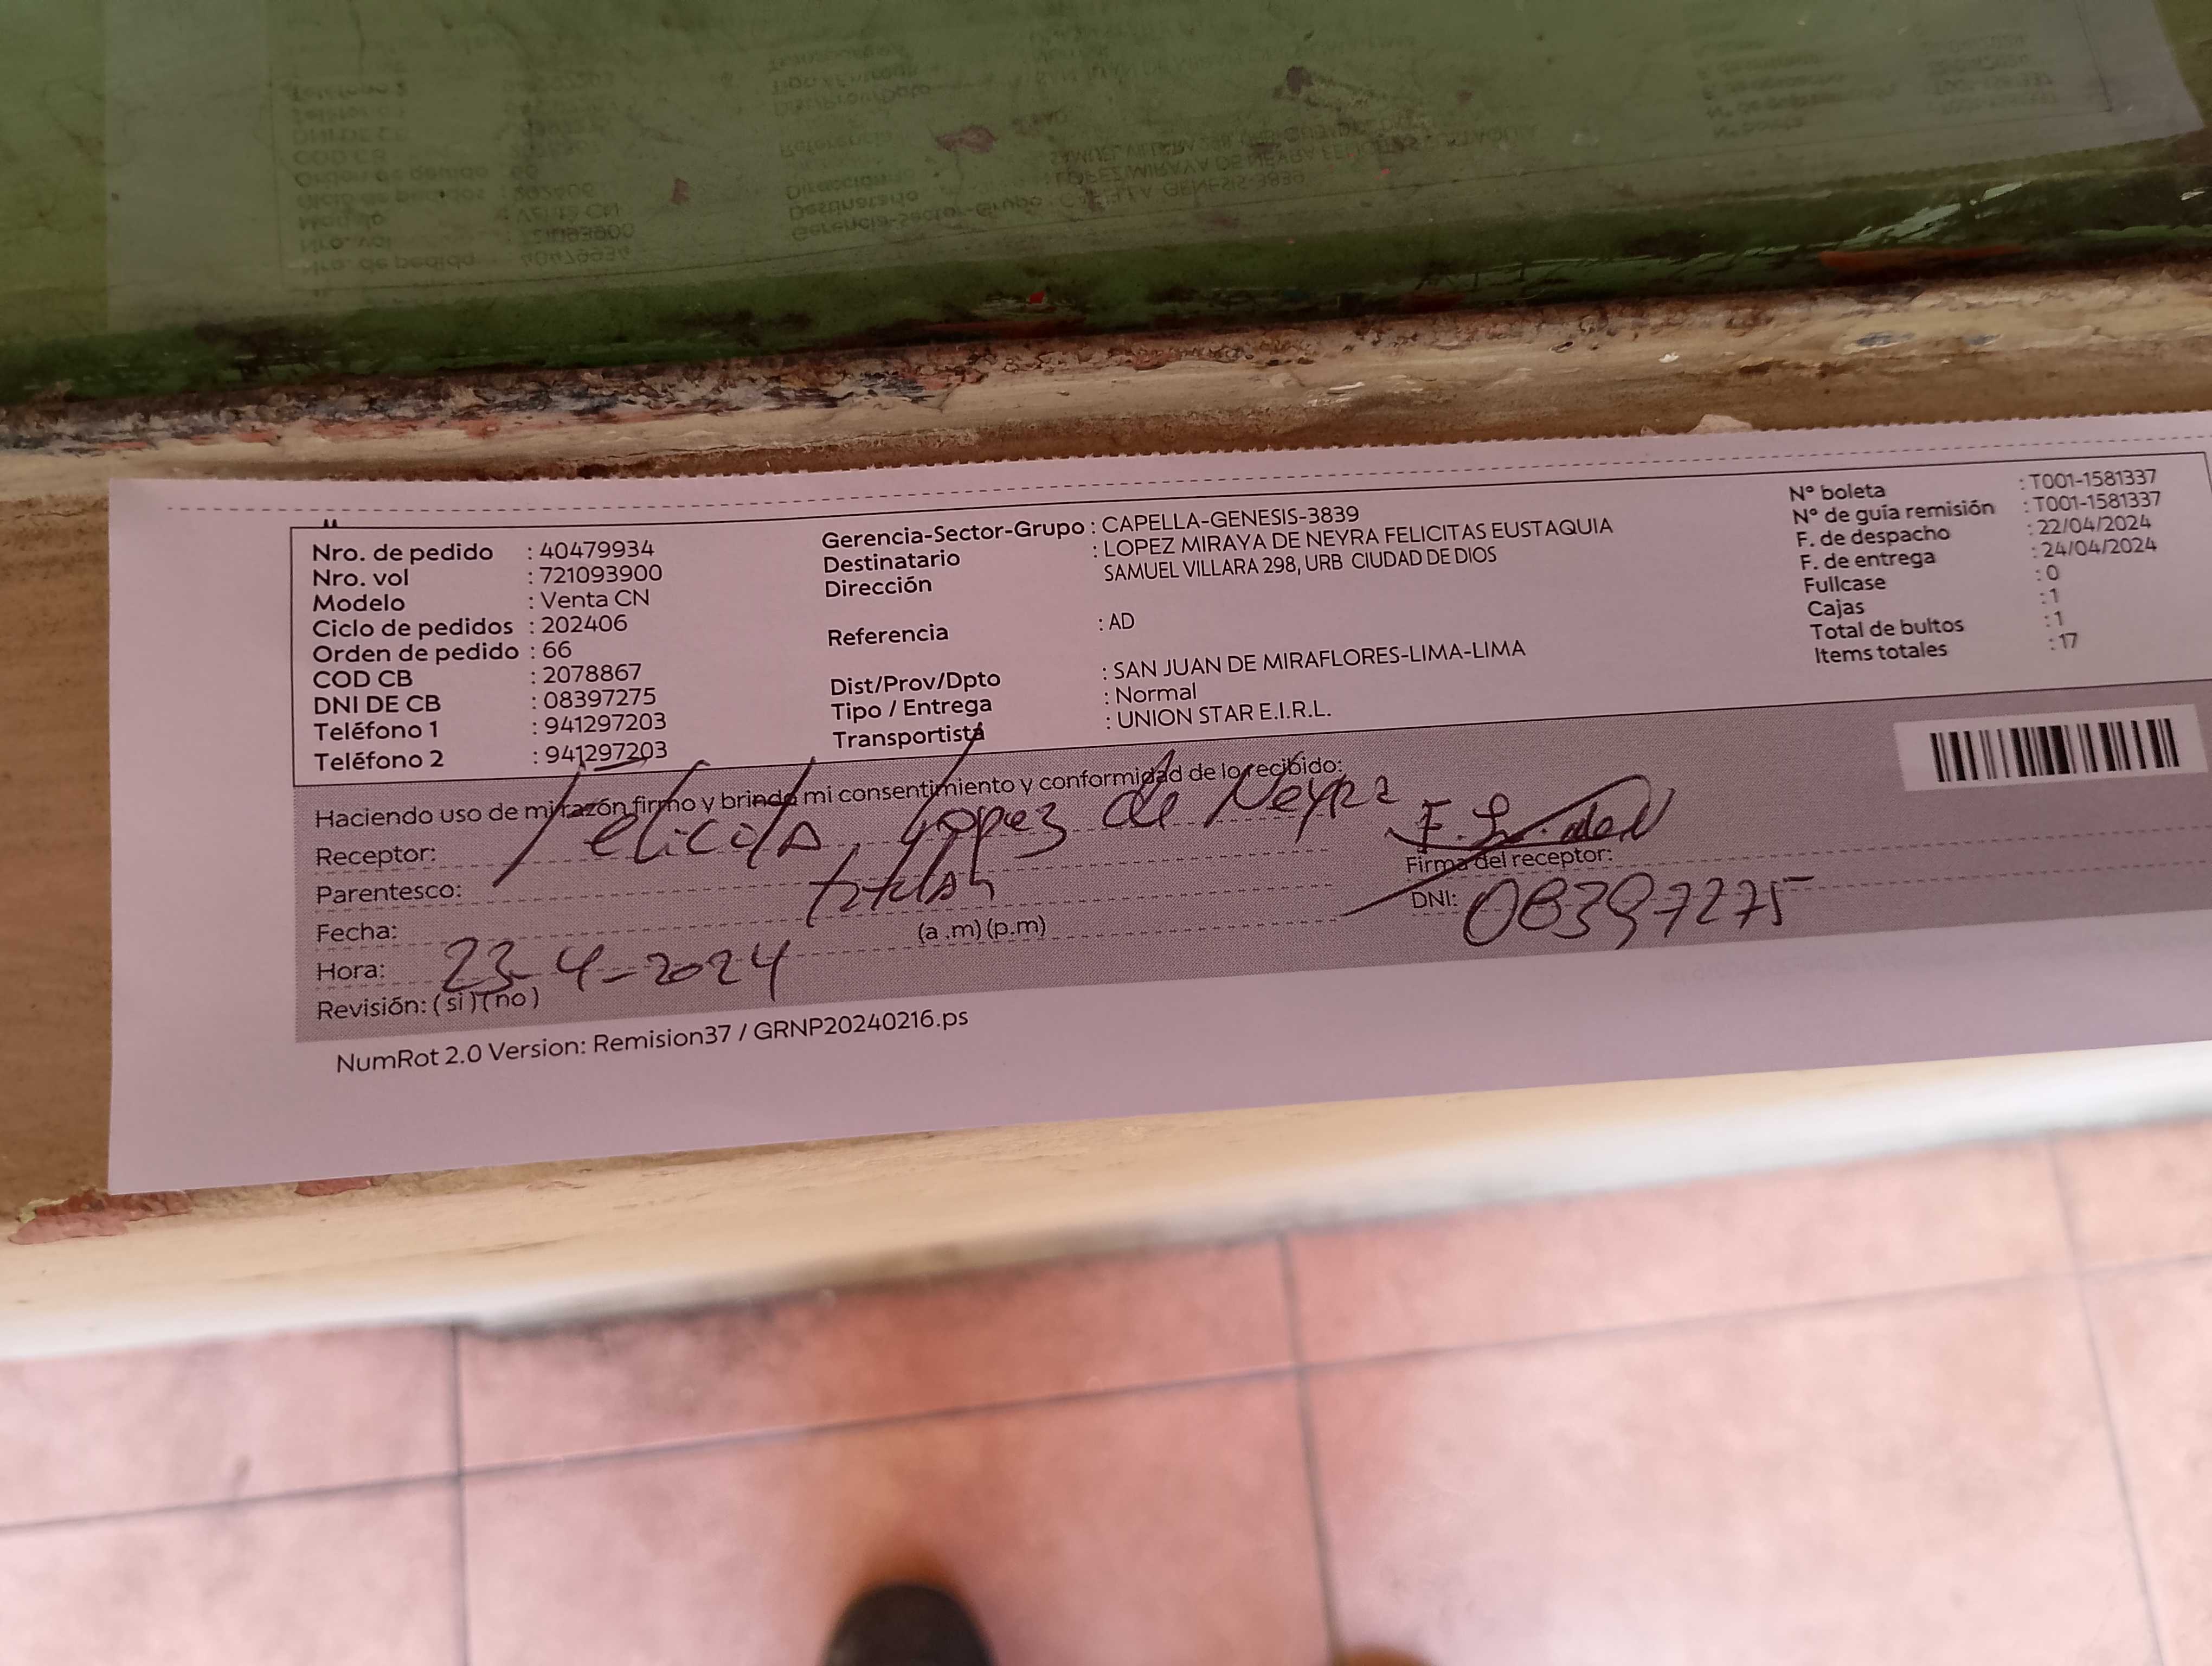 Nro. de pedido : 40479934
Nro. vol : 721093900
Modelo : Venta CN
Ciclo de pedidos : 202406
Orden de pedido : 66
COD CB : 2078867
DNI DE CB : 08397275
Teléfono 1 : 941297203
Teléfono 2 : 941297203
Gerencia-Sector-Grupo : CAPELLA-GENESIS-3839
Destinatario : LOPEZ MIRAYA DE NEYRA FELICITAS EUSTAQUIA
Dirección SAMUEL VILLARA 298, URB CIUDAD DE DIOS
Referencia : AD
Dist/Prov/Dpto : SAN JUAN DE MIRAFLORES-LIMA-LIMA
Tipo / Entrega : Normal
Transportista : UNION STAR E.I.R.L.
N° boleta : T001-1581337
N° de guía remisión : T001-1581337
F. de despacho : 22/04/2024
F. de entrega : 24/04/2024
Fullcase : 0
Cajas : 1
Total de bultos : 1
Items totales : 17
Haciendo uso de mi razón firmo y brindo mi consentimiento y conformidad de lo recibido:
Receptor: Felicitas Lopez de Neyra
Parentesco:
Fecha:
Hora: 23-4-2024 (a .m) (p.m)
Revisión: ( si ) ( no )
Firma del receptor:
DNI: 08397275
NumRot 2.0 Version: Remision37 / GRNP20240216.ps